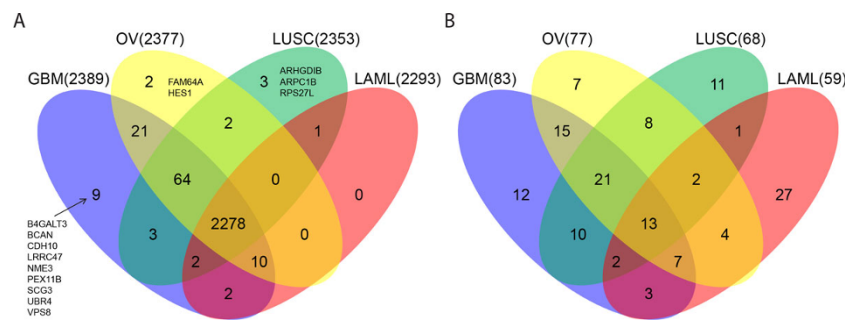 A
B
OV(2377)
LUSC(2353)
GBM(2389)
LAML(2293)
2
FAM64A
HES1
3
ARHGDIB
ARPC1B
RPS27L
21
2
1
64
0
0
9
2278
0
3
2
10
2
B4GALT3
BCAN
CDH10
LRRC47
NME3
PEX11B
SCG3
UBR4
VPS8
OV(77)
LUSC(68)
GBM(83)
LAML(59)
7
11
15
8
1
21
2
12
27
13
10
4
2
7
3